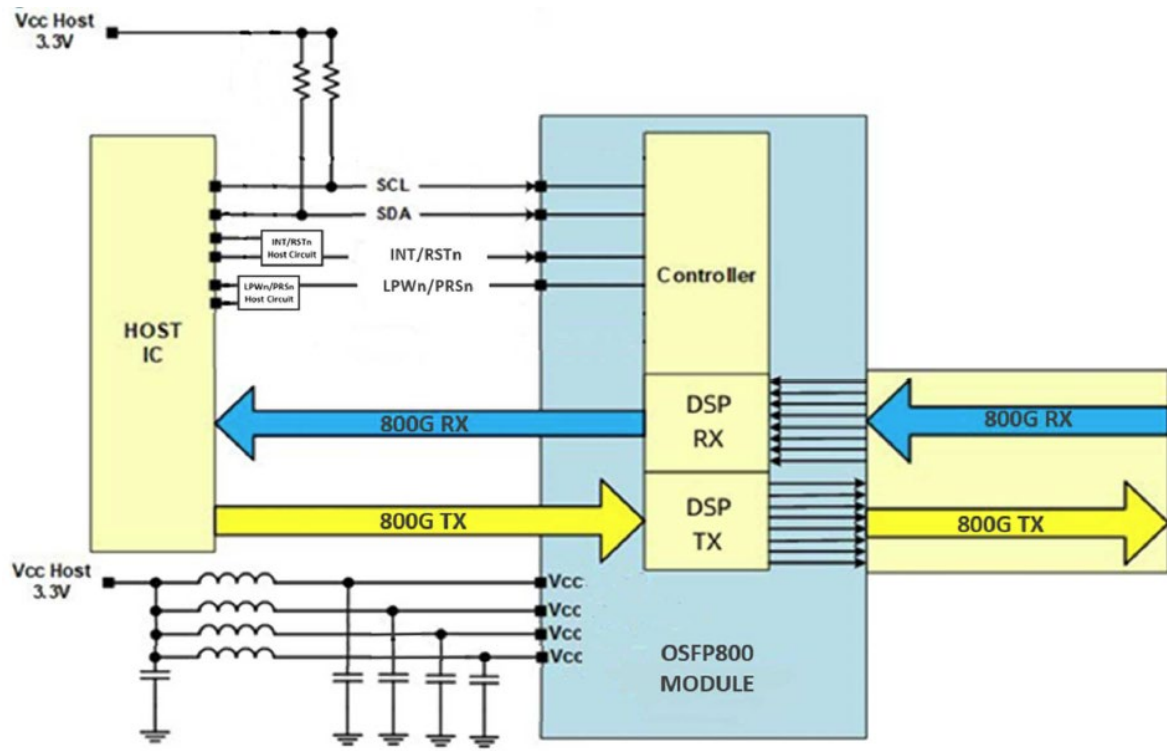 Vcc Host
3.3V
SCL
SDA
INT/RSTn
Host Circuit
INT/RSTn
LPWn/PRSn
Host Circuit
LPWn/PRSn
Controller
HOST
IC
DSP
RX
800G RX
800G RX
800G TX
DSP
TX
800G TX
Vcc Host
3.3V
Vcc
Vcc
Vcc
Vcc
OSFP800
MODULE